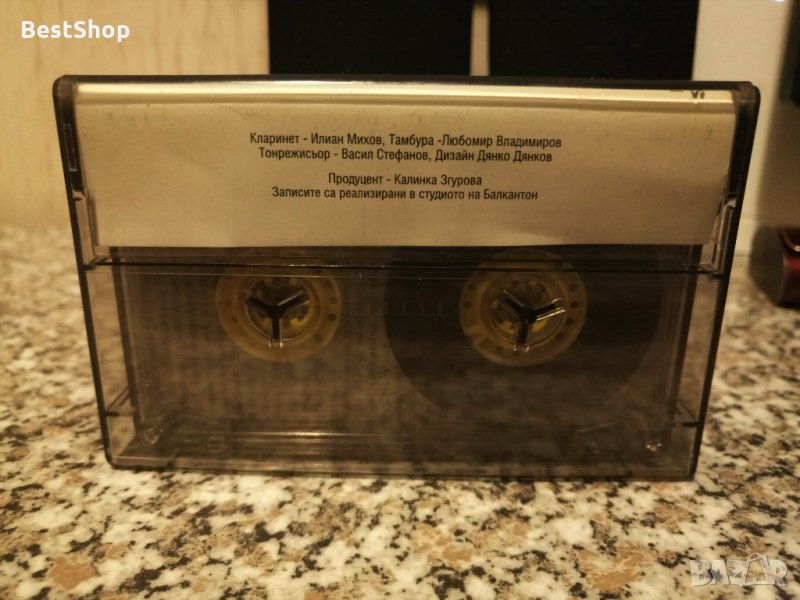 BestShop
Кларинет - Илиан Михов, Тамбура -Любомир Владимиров
Тонрежисьор - Васил Стефанов, Дизайн Дянко Дянков
Продуцент - Калинка Згурова
Записите са реализирани в студиото на Балкантон
BAZAR